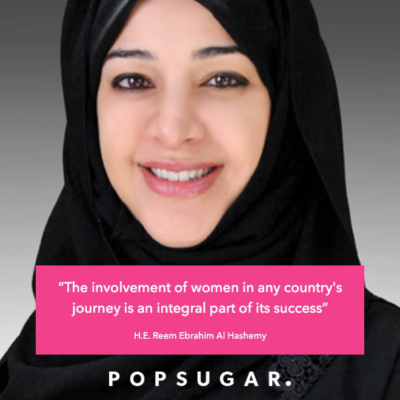 “The involvement of women in any country's
journey is an integral part of its success”
H.E. Reem Ebrahim Al Hashemy
POPSUGAR.